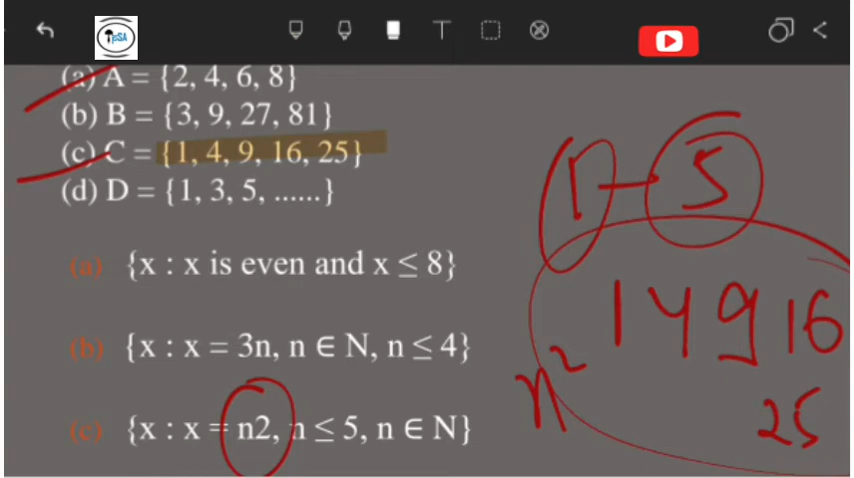 TPSA
T
(a) A = {2, 4, 6, 8}
(b) B = {3, 9, 27, 81}
(c) C = {1, 4, 9, 16, 25}
(d) D = {1, 3, 5, ......}
1 - 5
(a) {x : x is even and x ≤ 8}
1 4 9 16
(b) {x : x = 3n, n ∈ N, n ≤ 4}
n²
25
(c) {x : x = n2, n ≤ 5, n ∈ N}